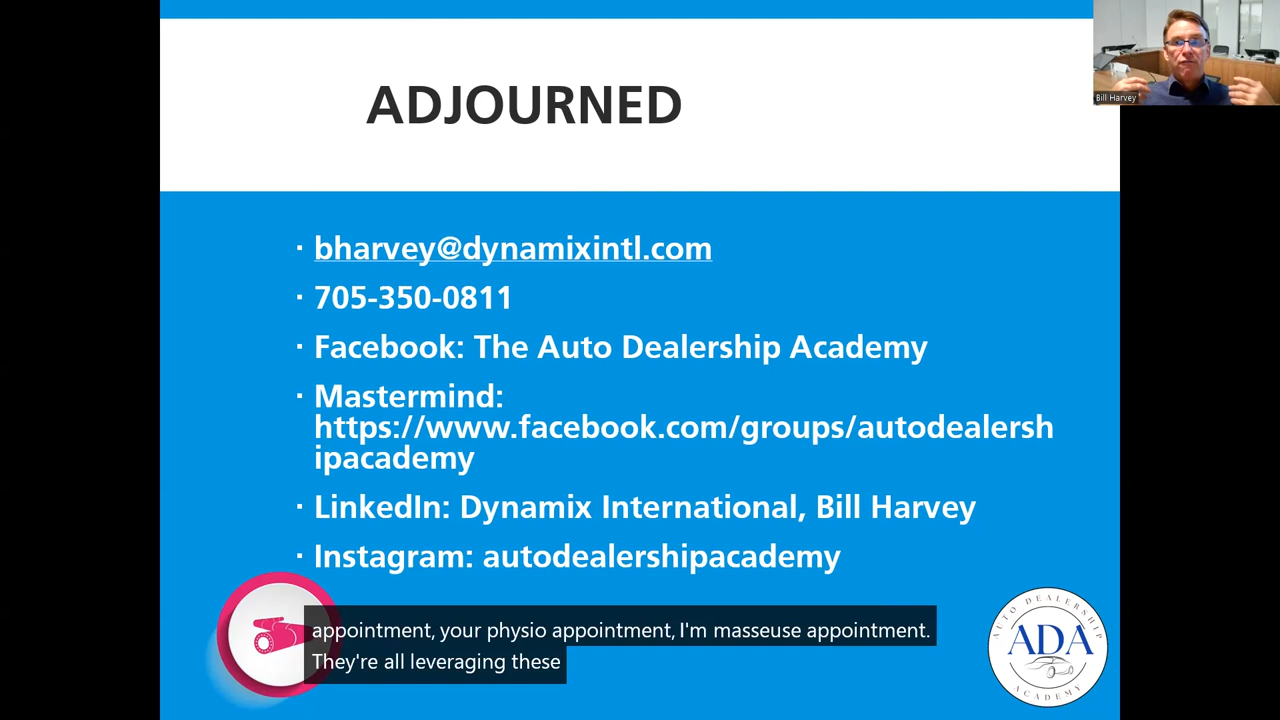 ADJOURNED
Bill Harvey
· bharvey@dynamixintl.com
· 705-350-0811
· Facebook: The Auto Dealership Academy
· Mastermind:
https://www.facebook.com/groups/autodealersh
ipacademy
· LinkedIn: Dynamix International, Bill Harvey
· Instagram: autodealershipacademy
appointment, your physio appointment, I'm masseuse appointment.
They're all leveraging these
AUTO DEALERSHIP
ADA
ACADEMY